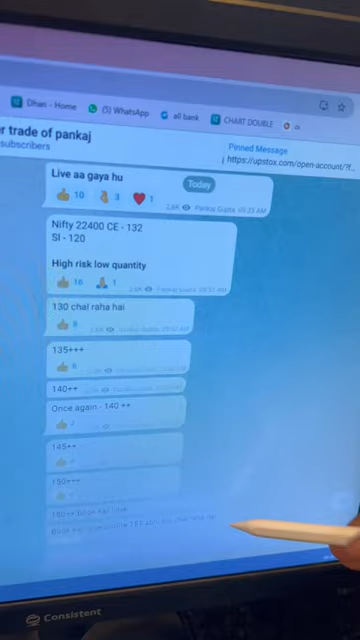 Dhan - Home
(5) WhatsApp
all bank
CHART DOUBLE
r trade of pankaj
subscribers
Pinned Message
https://upstox.com/open-account/?f...
Live aa gaya hu
Today
10
3
1
2.6K Pankaj Gupta, 09:33 AM
Nifty 22400 CE - 132
Sl - 120
High risk low quantity
16
1
130 chal raha hai
8
135+++
6
140++
Once again - 140 ++
145++
150+++
Consistent